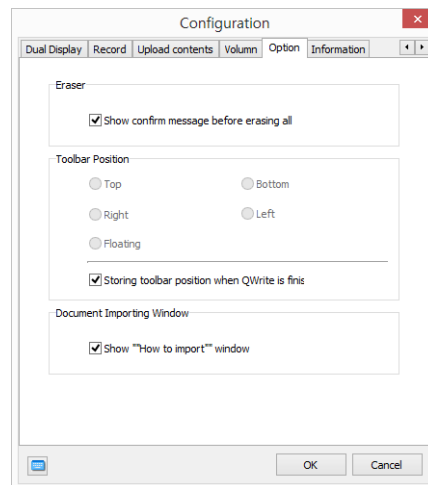 Configuration
Dual Display Record Upload contents Volumn Option Information
Eraser
Show confirm message before erasing all
Toolbar Position
Top Bottom
Right Left
Floating
Storing toolbar position when QWrite is finis
Document Importing Window
Show ""How to import"" window
OK Cancel